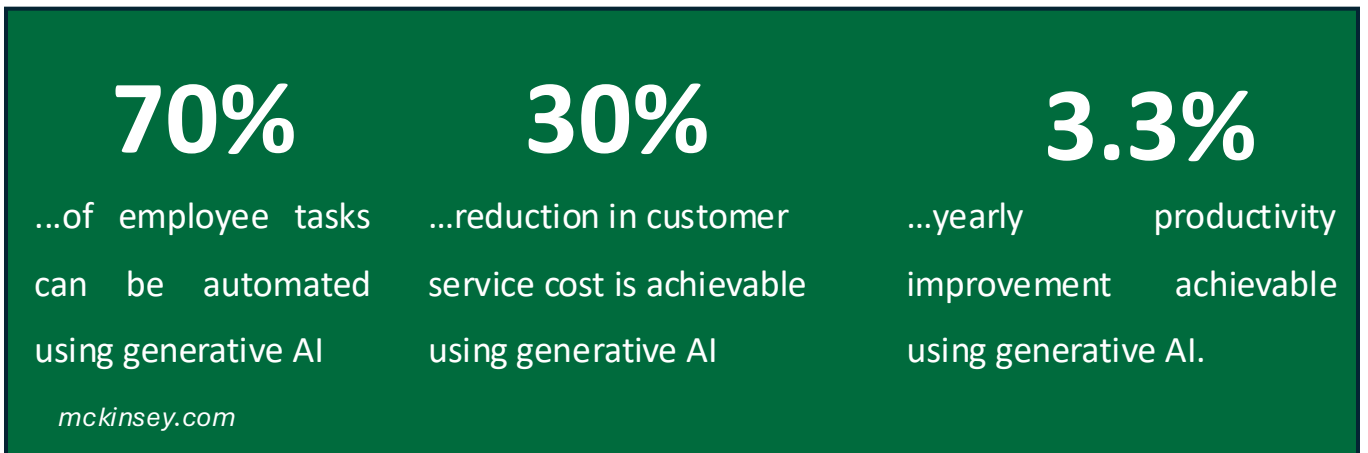 70%
...of employee tasks
can be automated
using generative AI
30%
...reduction in customer
service cost is achievable
using generative AI
3.3%
...yearly productivity
improvement achievable
using generative AI.
mckinsey.com